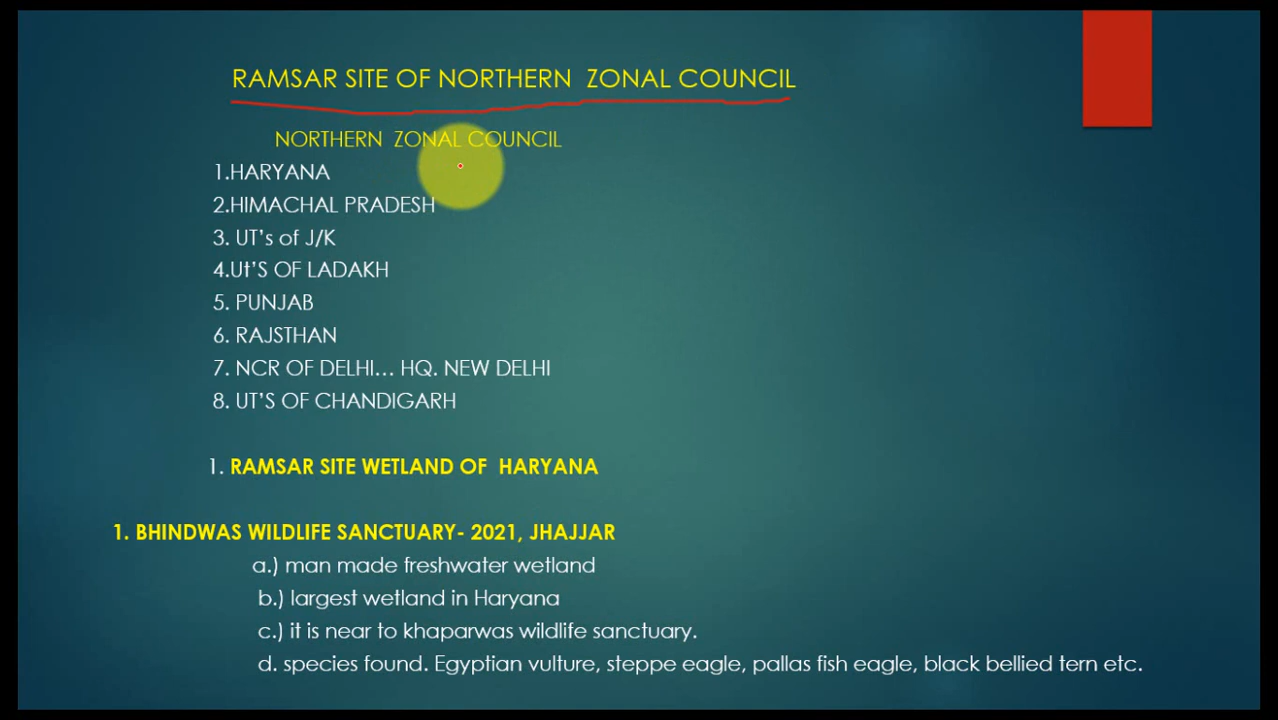 RAMSAR SITE OF NORTHERN ZONAL COUNCIL
NORTHERN ZONAL COUNCIL
1.HARYANA
2.HIMACHAL PRADESH
3. UT's of J/K
4.Ut'S OF LADAKH
5. PUNJAB
6. RAJSTHAN
7. NCR OF DELHI... HQ. NEW DELHI
8. UT'S OF CHANDIGARH
1. RAMSAR SITE WETLAND OF HARYANA
1. BHINDWAS WILDLIFE SANCTUARY- 2021, JHAJJAR
a.) man made freshwater wetland
b.) largest wetland in Haryana
c.) it is near to khaparwas wildlife sanctuary.
d. species found. Egyptian vulture, steppe eagle, pallas fish eagle, black bellied tern etc.